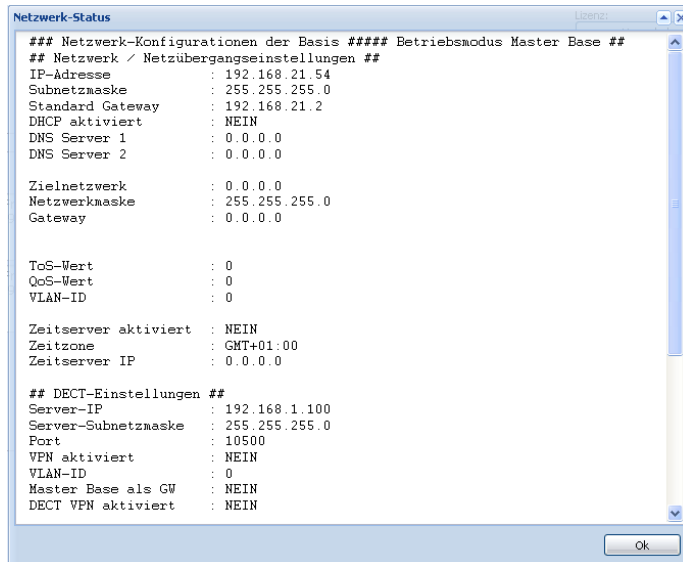 Netzwerk-Status
Lizenz:
### Netzwerk-Konfigurationen der Basis ##### Betriebsmodus Master Base ##
## Netzwerk / Netzübergangseinstellungen ##
IP-Adresse : 192.168.21.54
Subnetzmaske : 255.255.255.0
Standard Gateway : 192.168.21.2
DHCP aktiviert : NEIN
DNS Server 1 : 0.0.0.0
DNS Server 2 : 0.0.0.0
Zielnetzwerk : 0.0.0.0
Netzwerkmaske : 255.255.255.0
Gateway : 0.0.0.0
ToS-Wert : 0
QoS-Wert : 0
VLAN-ID : 0
Zeitserver aktiviert : NEIN
Zeitzone : GMT+01:00
Zeitserver IP : 0.0.0.0
## DECT-Einstellungen ##
Server-IP : 192.168.1.100
Server-Subnetzmaske : 255.255.255.0
Port : 10500
VPN aktiviert : NEIN
VLAN-ID : 0
Master Base als GW : NEIN
DECT VPN aktiviert : NEIN
Ok